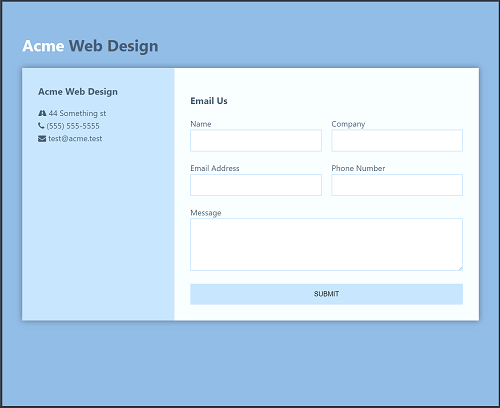 Acme Web Design
Acme Web Design
44 Something st
(555) 555-5555
test@acme.test
Email Us
Name
Company
Email Address
Phone Number
Message
SUBMIT